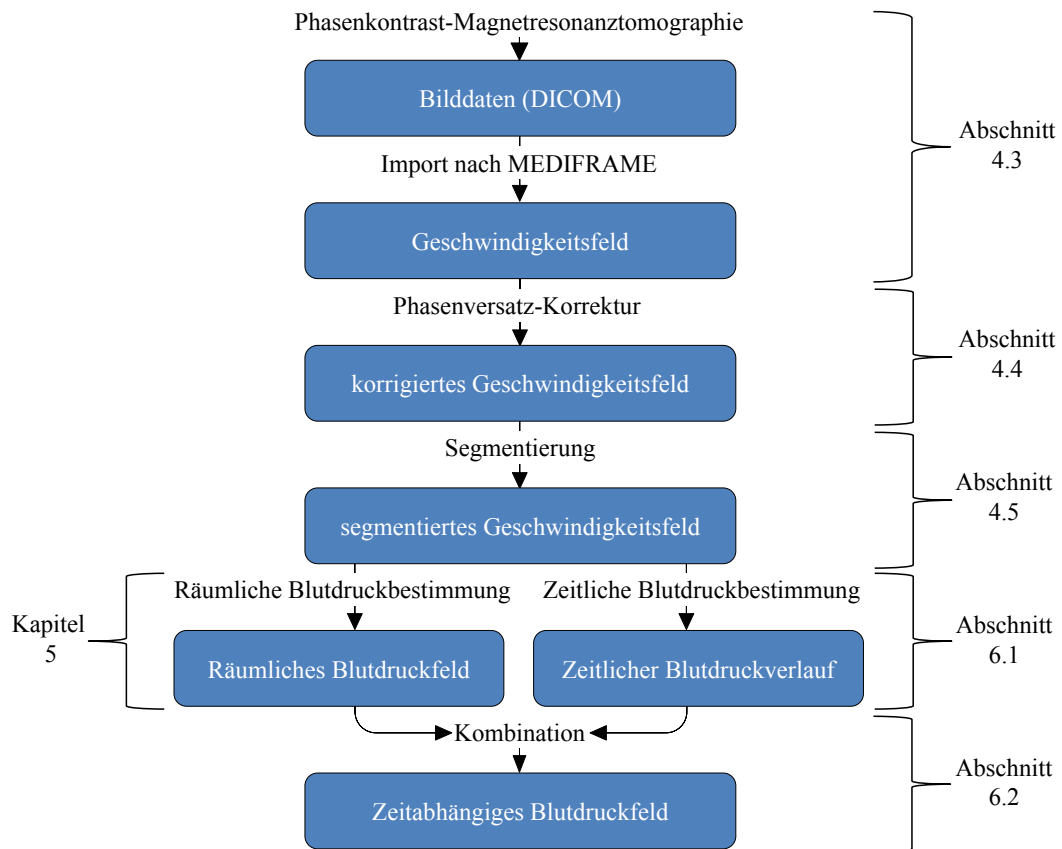 Phasenkontrast-Magnetresonanztomographie
Bilddaten (DICOM)
Import nach MEDIFRAME
Geschwindigkeitsfeld
Abschnitt
4.3
Phasenversatz-Korrektur
korrigiertes Geschwindigkeitsfeld
Abschnitt
4.4
Segmentierung
segmentiertes Geschwindigkeitsfeld
Abschnitt
4.5
Kapitel
5
Räumliche Blutdruckbestimmung
Räumliches Blutdruckfeld
Zeitliche Blutdruckbestimmung
Zeitlicher Blutdruckverlauf
Abschnitt
6.1
Kombination
Zeitabhängiges Blutdruckfeld
Abschnitt
6.2